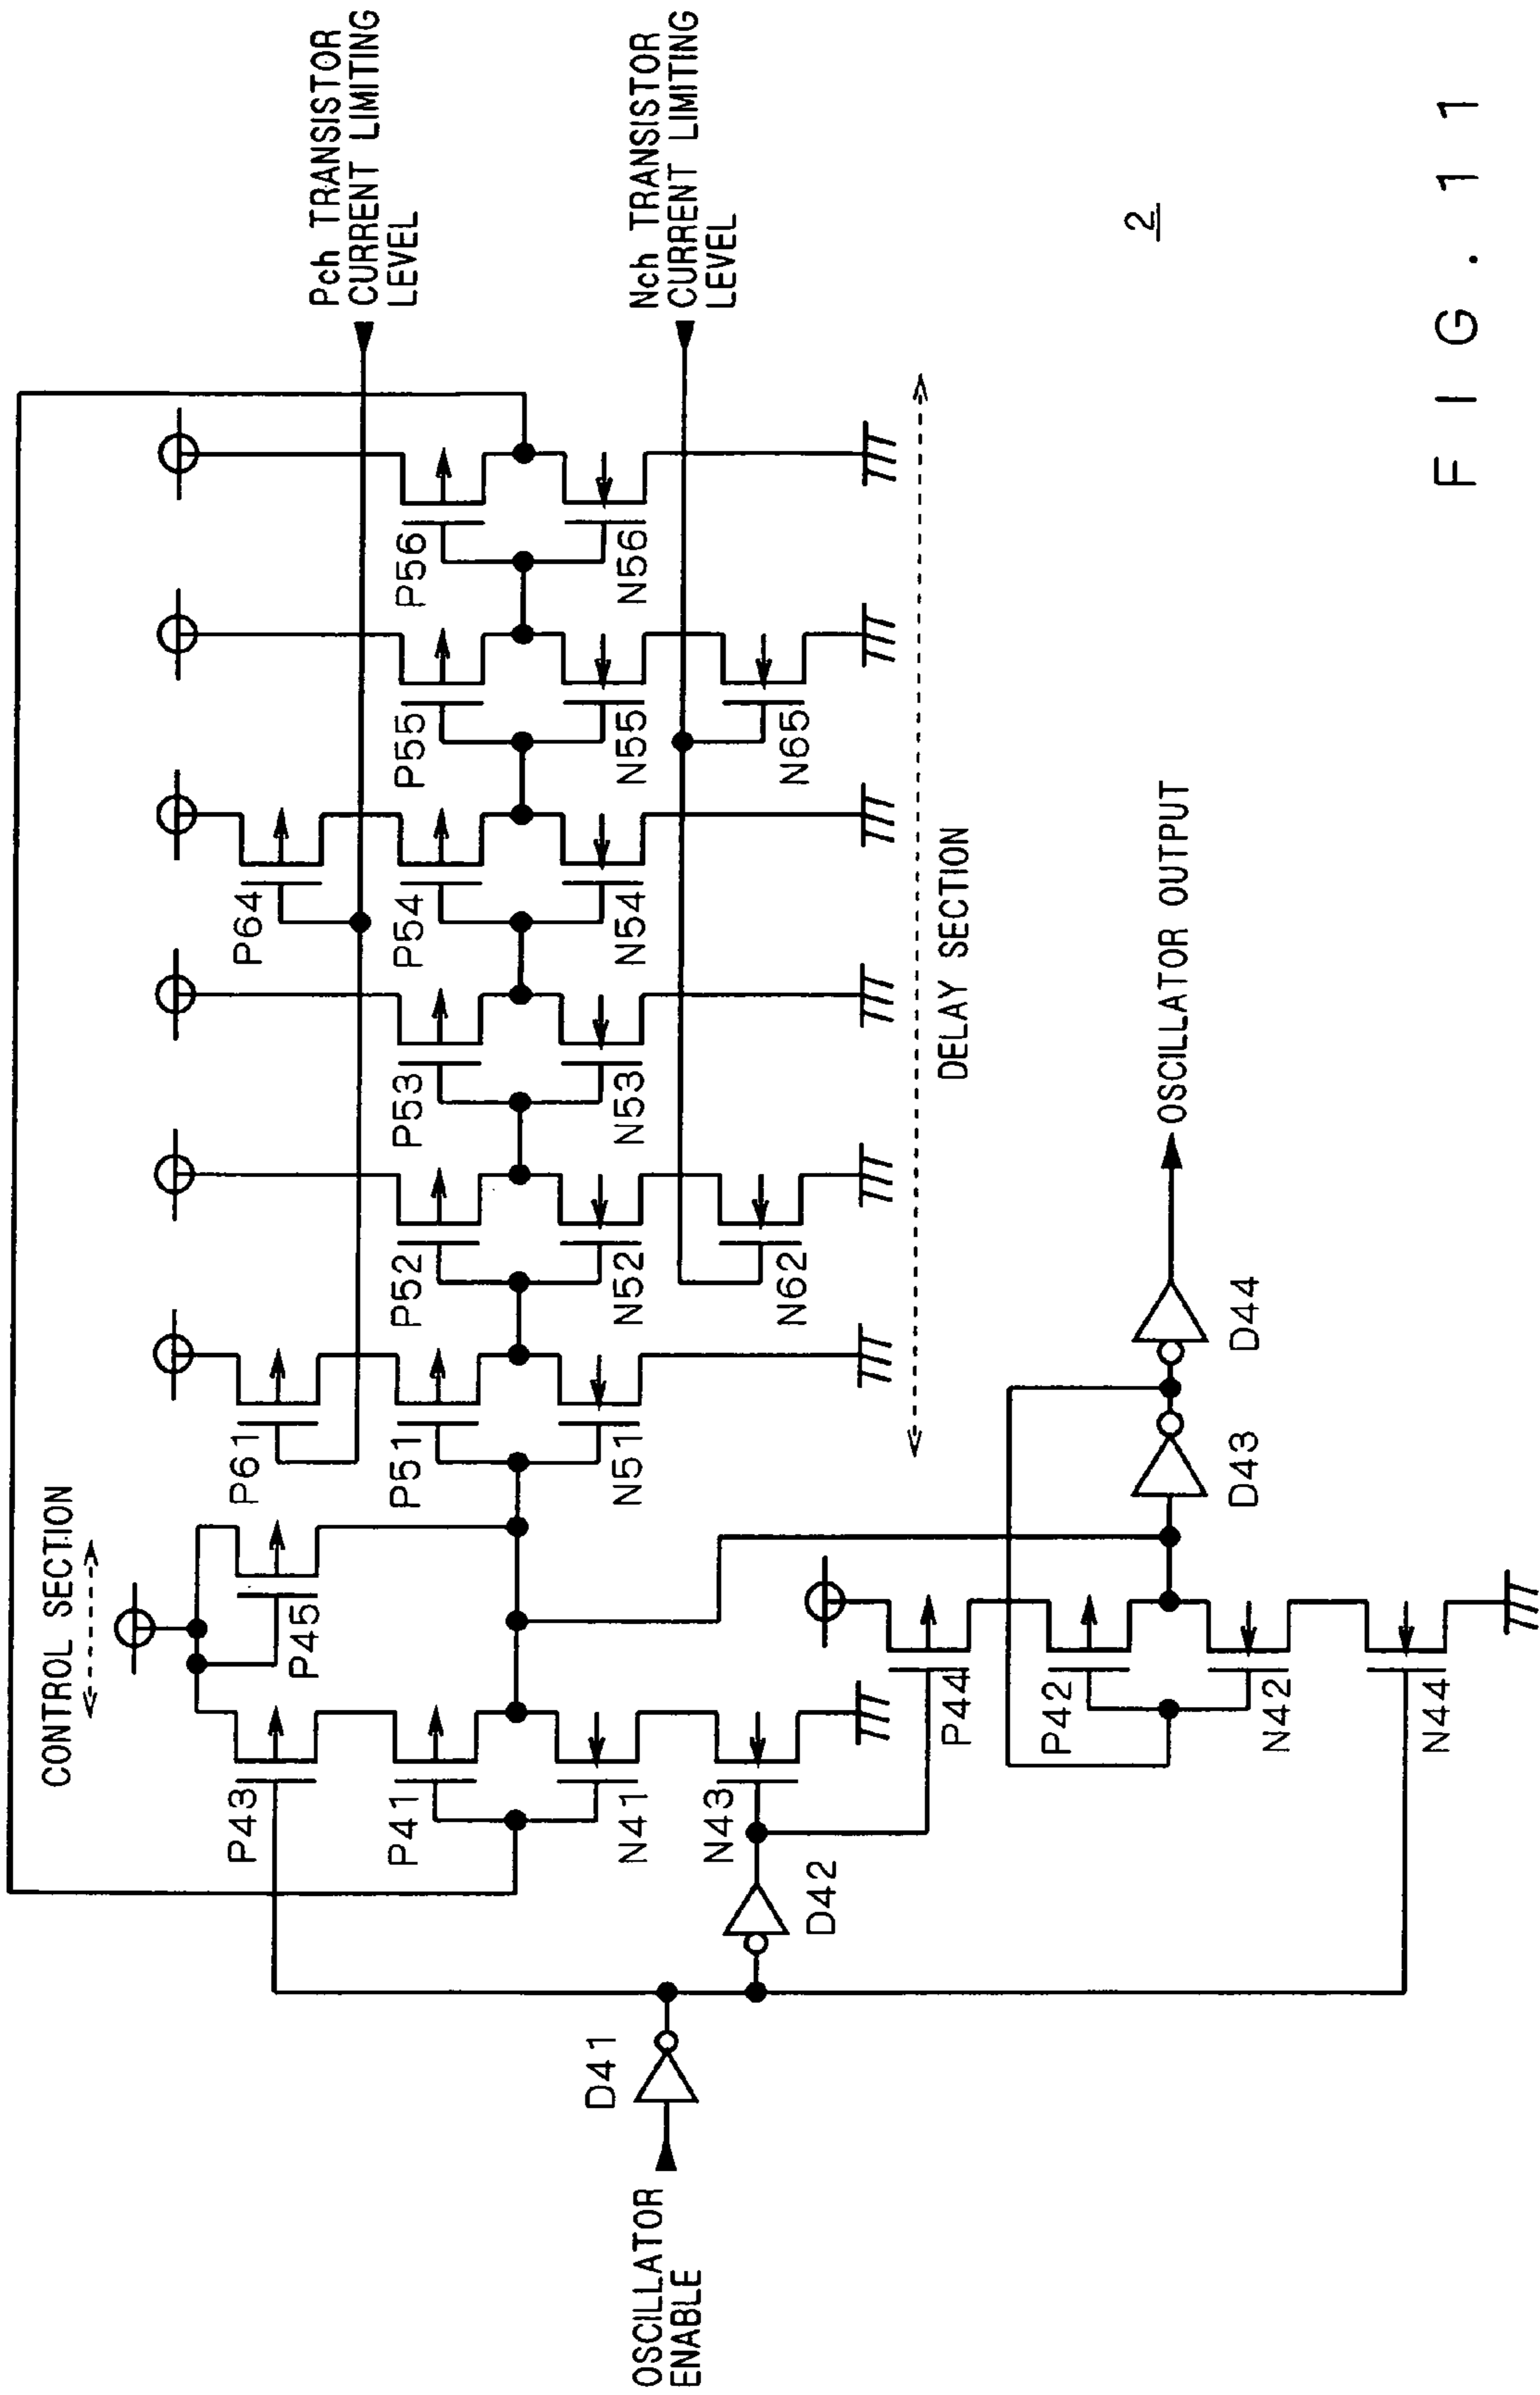 CONTROL SECTION
Pch TRANSISTOR
CURRENT LIMITING
LEVEL
Nch TRANSISTOR
CURRENT LIMITING
LEVEL
P43
P45
P61
P64
P41
P51
P52
P53
P54
P55
P56
N41
N51
N52
N53
N54
N55
N56
N43
N62
N65
D41
D42
OSCILLATOR
ENABLE
DELAY SECTION
P44
P42
N42
N44
D43
D44
OSCILLATOR OUTPUT
2
FIG. 11